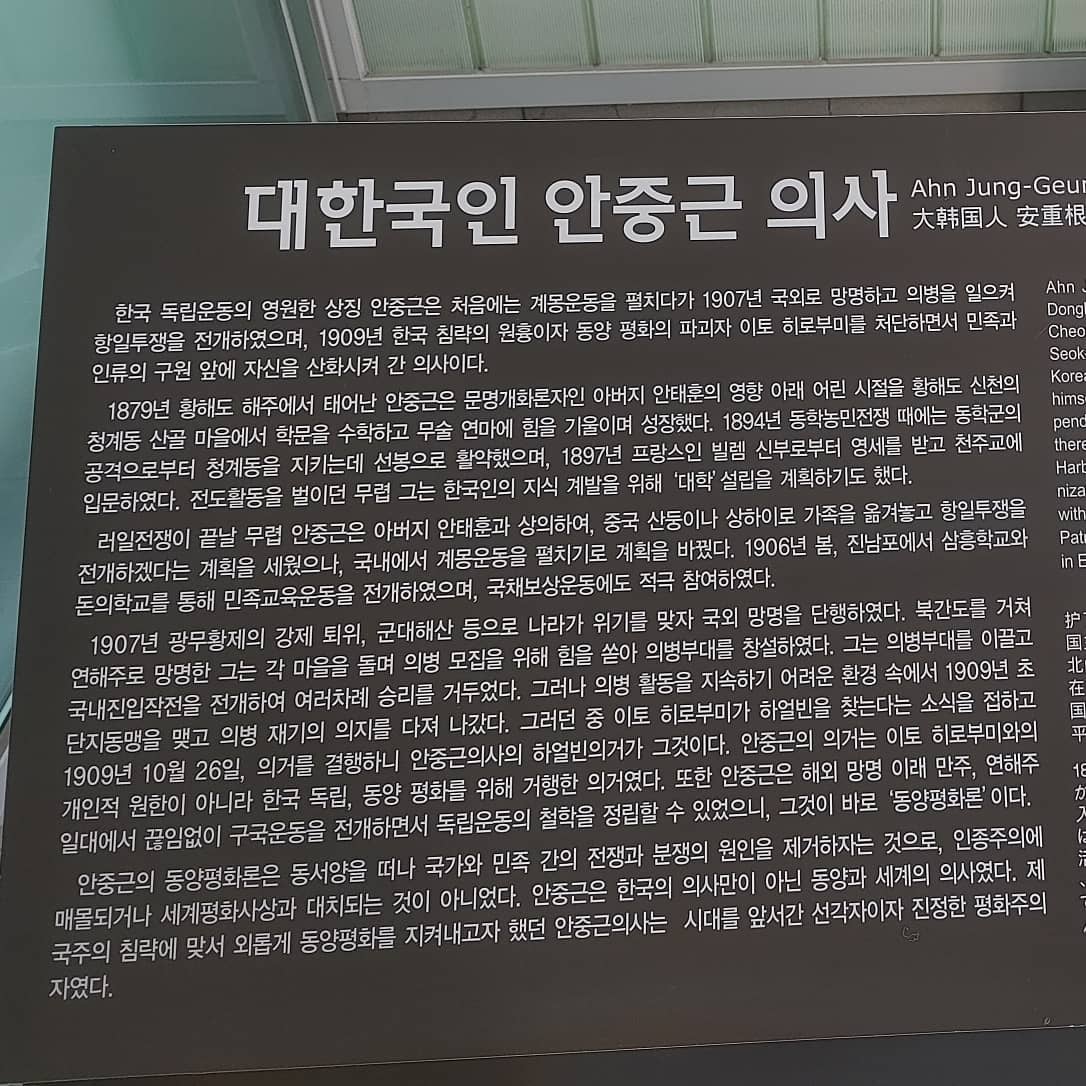 대한국인 안중근 의사
Ahn Jung-Geun
大韩国人 安重根
한국 독립운동의 영원한 상징 안중근은 처음에는 계몽운동을 펼치다가 1907년 국외로 망명하고 의병을 일으켜
항일투쟁을 전개하였으며, 1909년 한국 침략의 원흉이자 동양 평화의 파괴자 이토 히로부미를 처단하면서 민족과
인류의 구원 앞에 자신을 산화시켜 간 의사이다.
1879년 황해도 해주에서 태어난 안중근은 문명개화론자인 아버지 안태훈의 영향 아래 어린 시절을 황해도 신천의
청계동 산골 마을에서 학문을 수학하고 무술 연마에 힘을 기울이며 성장했다. 1894년 동학농민전쟁 때에는 동학군의
공격으로부터 청계동을 지키는데 선봉으로 활약했으며, 1897년 프랑스인 빌렘 신부로부터 영세를 받고 천주교에
입문하였다. 전도활동을 벌이던 무렵 그는 한국인의 지식 계발을 위해 ‘대학’ 설립을 계획하기도 했다.
러일전쟁이 끝날 무렵 안중근은 아버지 안태훈과 상의하여, 중국 산둥이나 상하이로 가족을 옮겨놓고 항일투쟁을
전개하겠다는 계획을 세웠으나, 국내에서 계몽운동을 펼치기로 계획을 바꿨다. 1906년 봄, 진남포에서 삼흥학교와
돈의학교를 통해 민족교육운동을 전개하였으며, 국채보상운동에도 적극 참여하였다.
1907년 광무황제의 강제 퇴위, 군대해산 등으로 나라가 위기를 맞자 국외 망명을 단행하였다. 북간도를 거쳐
연해주로 망명한 그는 각 마을을 돌며 의병 모집을 위해 힘을 쏟아 의병부대를 창설하였다. 그는 의병부대를 이끌고
국내진입작전을 전개하여 여러차례 승리를 거두었다. 그러나 의병 활동을 지속하기 어려운 환경 속에서 1909년 초
단지동맹을 맺고 의병 재기의 의지를 다져 나갔다. 그러던 중 이토 히로부미가 하얼빈을 찾는다는 소식을 접하고
1909년 10월 26일, 의거를 결행하니 안중근의사의 하얼빈의거가 그것이다. 안중근의 의거는 이토 히로부미와의
개인적 원한이 아니라 한국 독립, 동양 평화를 위해 거행한 의거였다. 또한 안중근은 해외 망명 이래 만주, 연해주
일대에서 끊임없이 구국운동을 전개하면서 독립운동의 철학을 정립할 수 있었으니, 그것이 바로 ‘동양평화론’ 이다.
안중근의 동양평화론은 동서양을 떠나 국가와 민족 간의 전쟁과 분쟁의 원인을 제거하자는 것으로, 인종주의에
매몰되거나 세계평화사상과 대치되는 것이 아니었다. 안중근은 한국의 의사만이 아닌 동양과 세계의 의사였다. 제
국주의 침략에 맞서 외롭게 동양평화를 지켜내고자 했던 안중근의사는 시대를 앞서간 선각자이자 진정한 평화주의
자였다.
Ahn J
Dong
Cheo
Seok
Korea
himse
pend
there
Harb
niza
with
Patr
in E
护
国
北
在
国
平
18
か